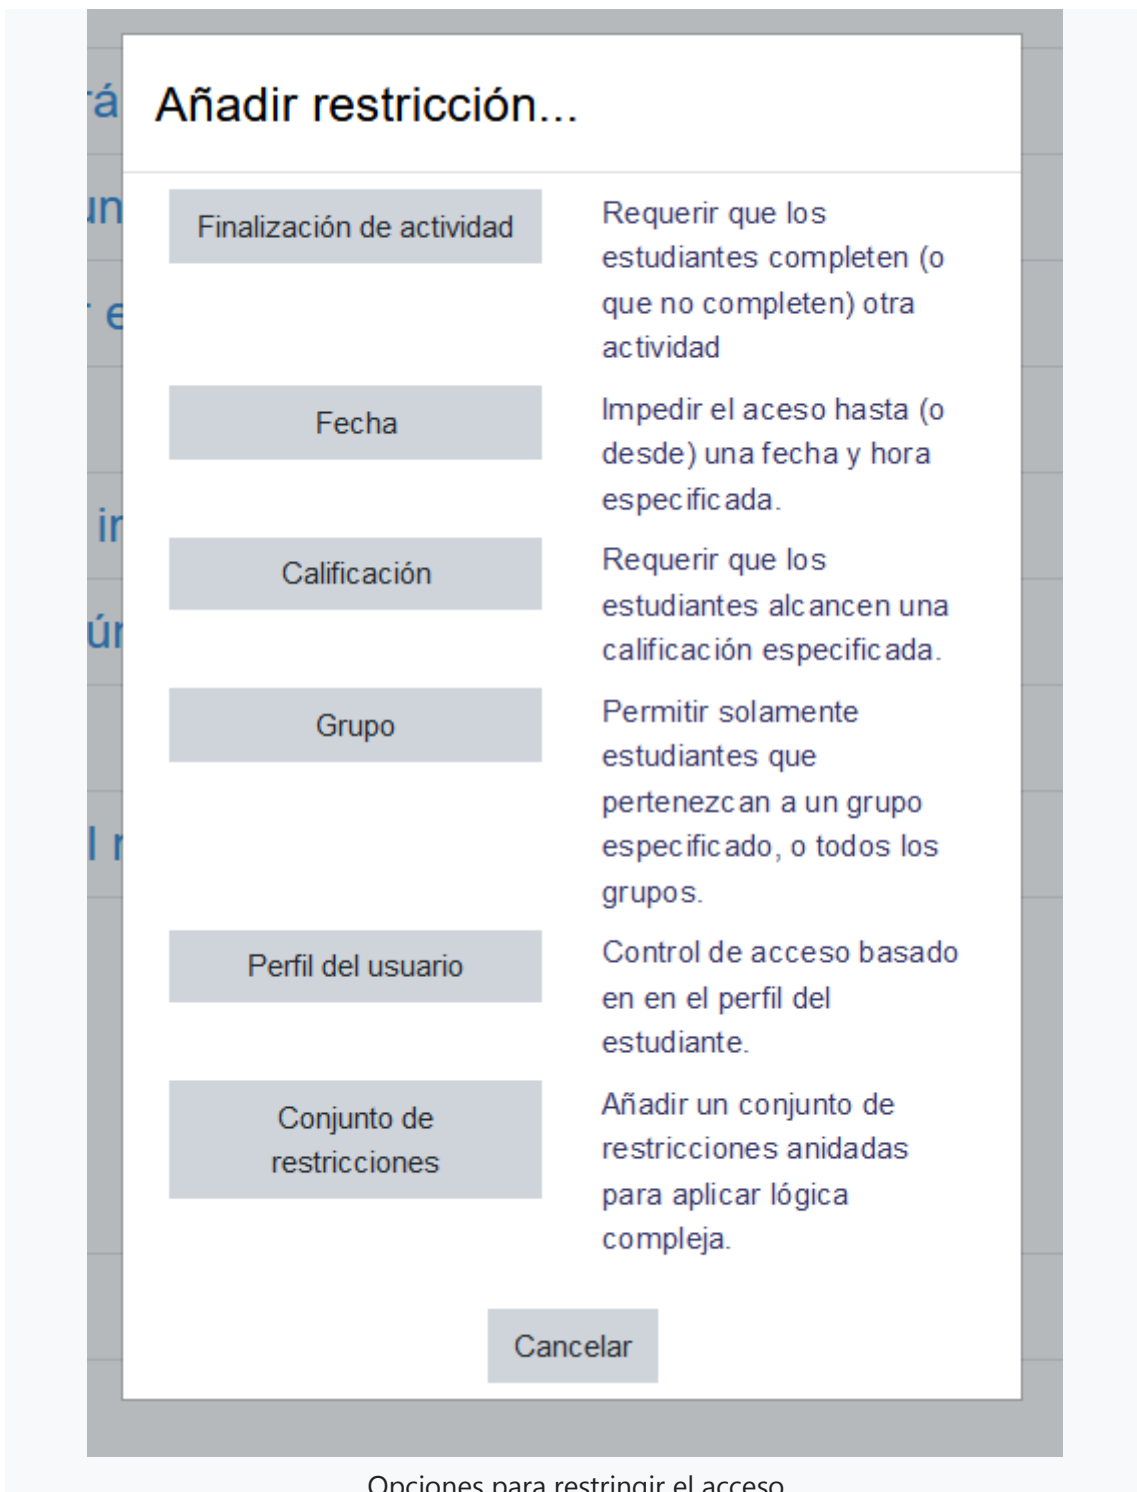 Añadir restricción...
Finalización de actividad
Requerir que los
estudiantes completen (o
que no completen) otra
actividad
Fecha
Impedir el aceso hasta (o
desde) una fecha y hora
especificada.
Calificación
Requerir que los
estudiantes alcancen una
calificación especificada.
Grupo
Permitir solamente
estudiantes que
pertenezcan a un grupo
especificado, o todos los
grupos.
Perfil del usuario
Control de acceso basado
en en el perfil del
estudiante.
Conjunto de
restricciones
Añadir un conjunto de
restricciones anidadas
para aplicar lógica
compleja.
Cancelar
Opciones para restringir el acceso